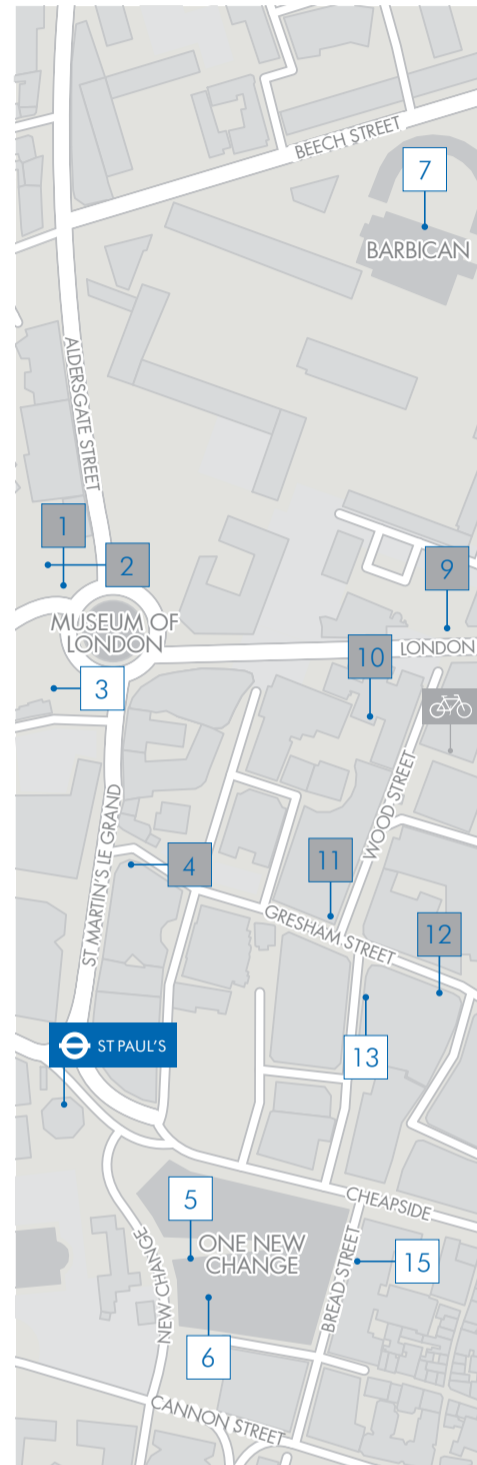 BEECH STREET
7
BARBICAN
ALDERSGATE STREET
1
2
9
MUSEUM OF
LONDON
LONDON
10
3
WOOD STREET
ST MARTIN'S LE GRAND
4
11
GRESHAM STREET
12
ST PAUL'S
13
CHEAPSIDE
5
ONE NEW
CHANGE
NEW CHANGE
BREAD STREET
15
6
CANNON STREET